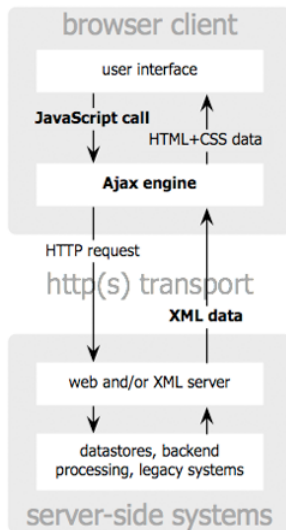 browser client
user interface
JavaScript call
HTML+CSS data
Ajax engine
HTTP request
http(s) transport
XML data
web and/or XML server
datastores, backend
processing, legacy systems
server-side systems